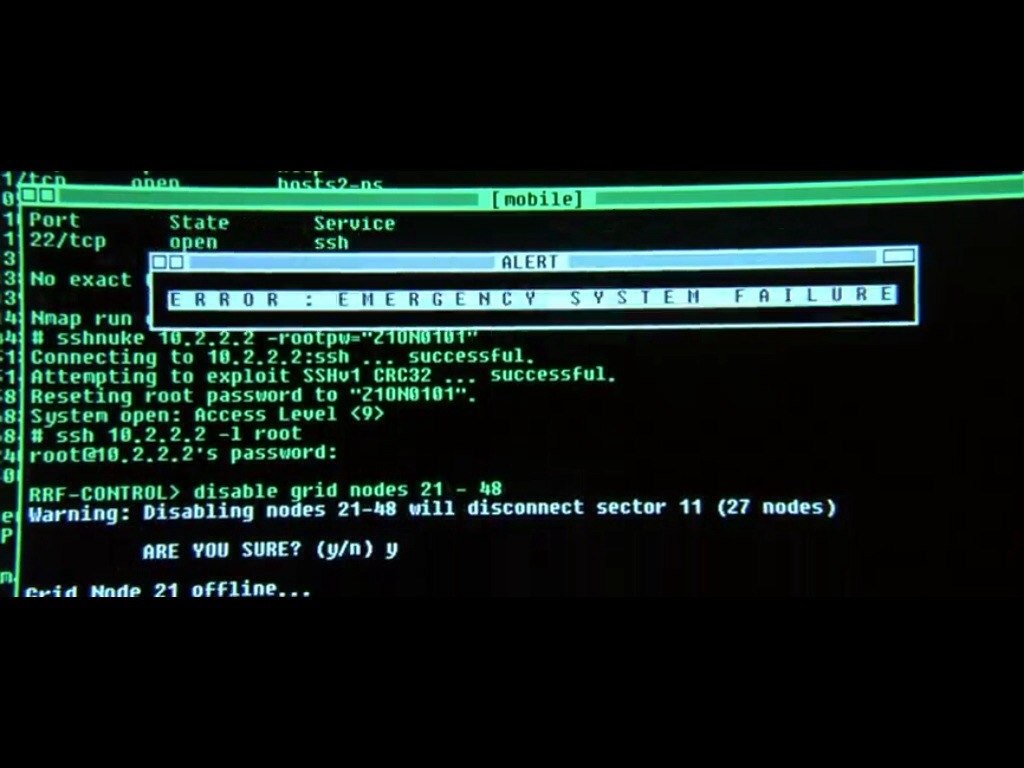 1/tcp open
hosts2-ns
[mobile]
Port State Service
22/tcp open ssh
ALERT
No exact
ERROR : EMERGENCY SYSTEM FAILURE
Nmap run
# sshnuke 10.2.2.2 -rootpw="Z10N0101"
Connecting to 10.2.2.2:ssh ... successful.
Attempting to exploit SSHv1 CRC32 ... successful.
Reseting root password to "Z10N0101".
System open: Access Level <9>
# ssh 10.2.2.2 -l root
root@10.2.2.2's password:
RRF-CONTROL> disable grid nodes 21 - 48
Warning: Disabling nodes 21-48 will disconnect sector 11 (27 nodes)
ARE YOU SURE? (y/n) y
Grid Node 21 offline...